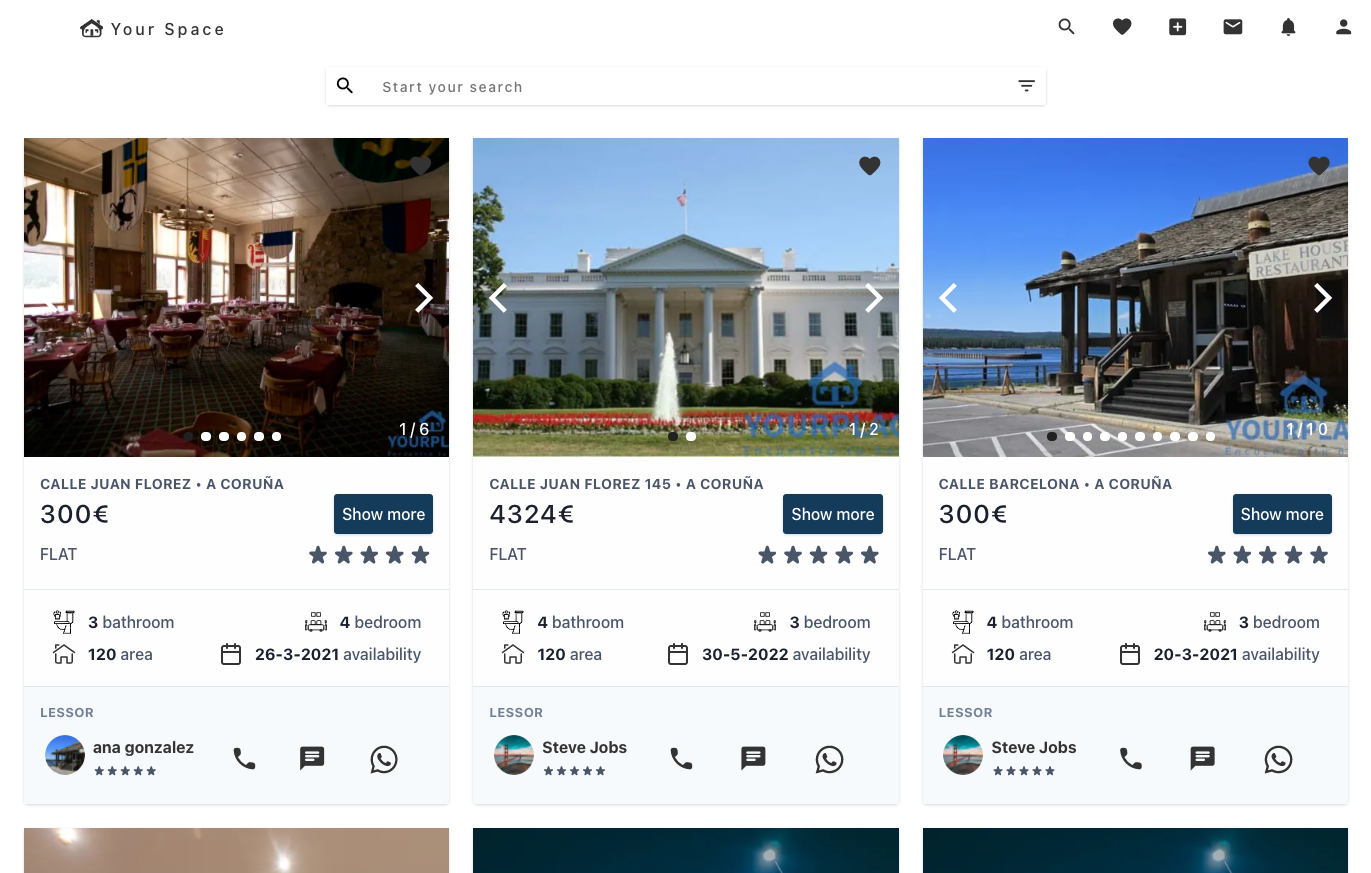 Your Space
Start your search
1 / 6
YOURPL
YOURPLAC
1 / 2
LAKE HOUSE
RESTAURANT
YOURPLA
1 / 10
CALLE JUAN FLOREZ • A CORUÑA
300€
Show more
FLAT
3 bathroom
4 bedroom
120 area
26-3-2021 availability
LESSOR
ana gonzalez
CALLE JUAN FLOREZ 145 • A CORUÑA
4324€
Show more
FLAT
4 bathroom
3 bedroom
120 area
30-5-2022 availability
LESSOR
Steve Jobs
CALLE BARCELONA • A CORUÑA
300€
Show more
FLAT
4 bathroom
3 bedroom
120 area
20-3-2021 availability
LESSOR
Steve Jobs